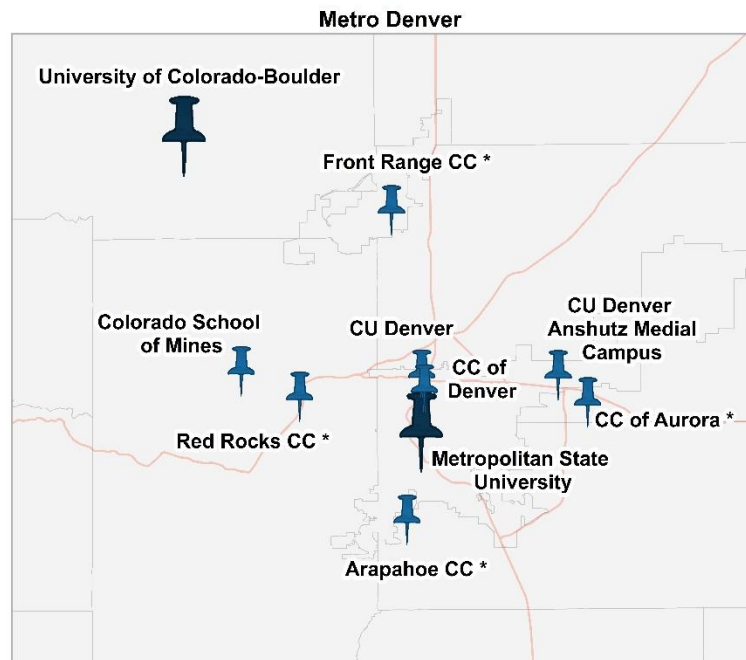 Metro Denver
University of Colorado-Boulder
Front Range CC *
Colorado School
of Mines
CU Denver
CU Denver
Anshutz Medial
Campus
CC of
Denver
Red Rocks CC *
CC of Aurora *
Metropolitan State
University
Arapahoe CC *